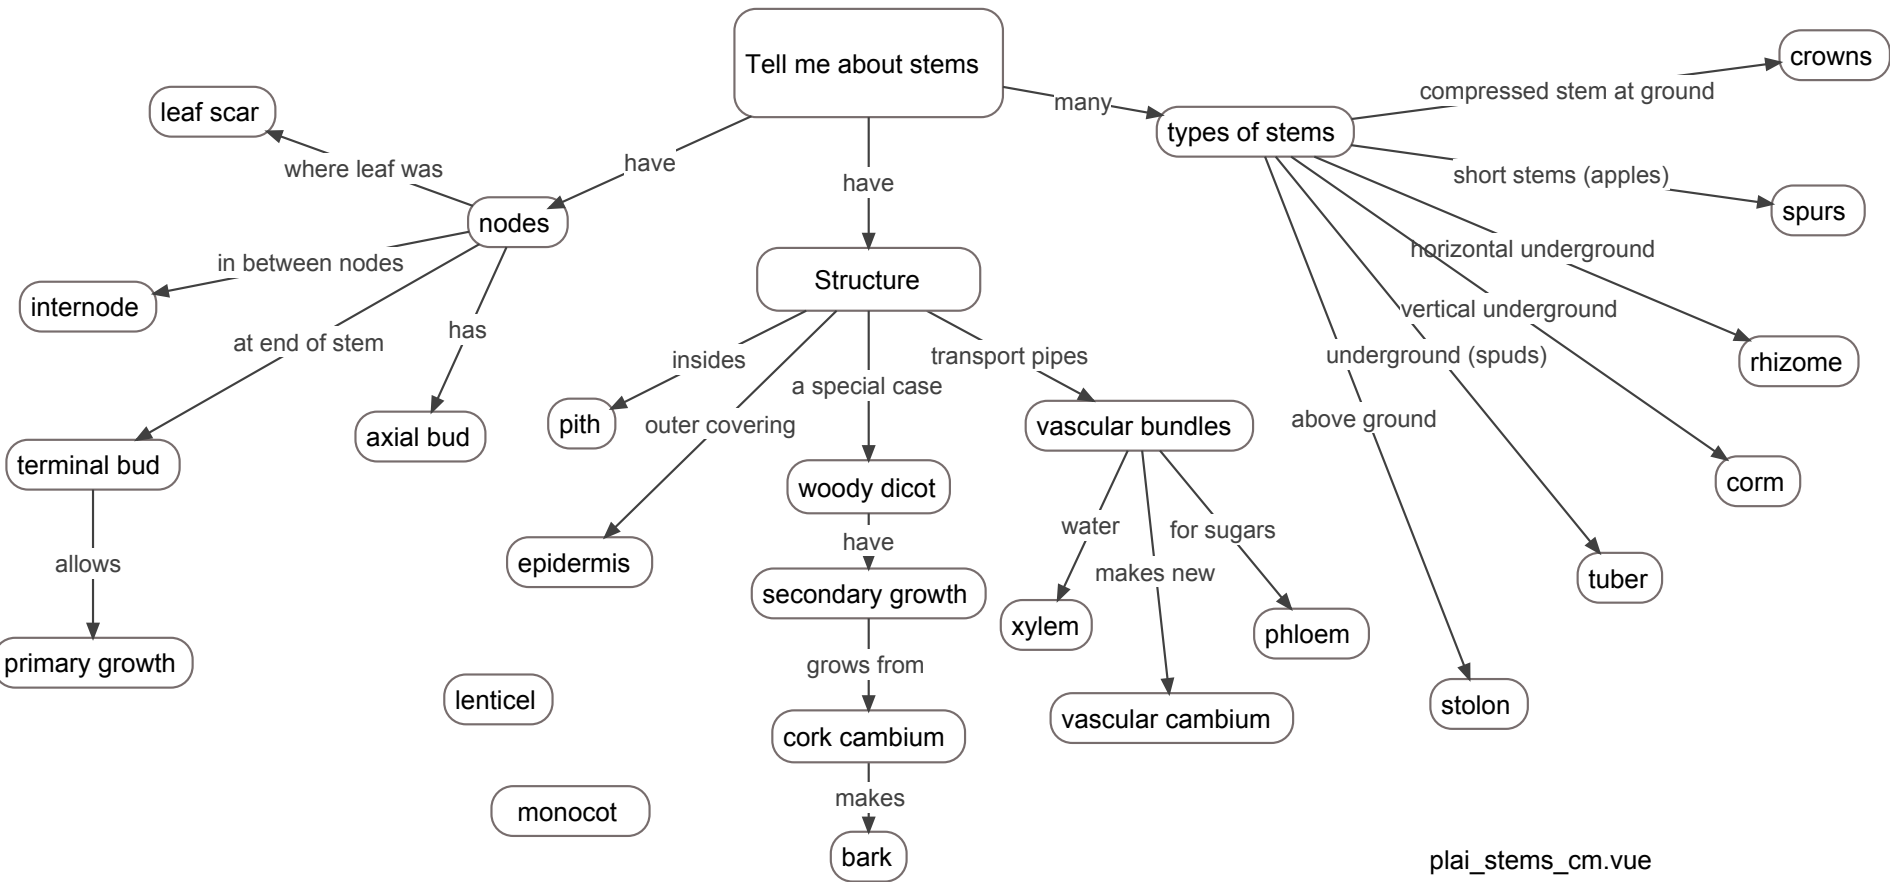 Tell me about stems
crowns
compressed stem at ground
many
leaf scar
types of stems
where leaf was
have
have
short stems (apples)
spurs
nodes
horizontal underground
in between nodes
Structure
internode
vertical underground
has
at end of stem
insides
transport pipes
underground (spuds)
rhizome
a special case
above ground
pith
outer covering
vascular bundles
axial bud
terminal bud
woody dicot
corm
water
for sugars
have
allows
epidermis
makes new
tuber
secondary growth
xylem
phloem
primary growth
grows from
lenticel
stolon
vascular cambium
cork cambium
makes
monocot
bark
plai_stems_cm.vue